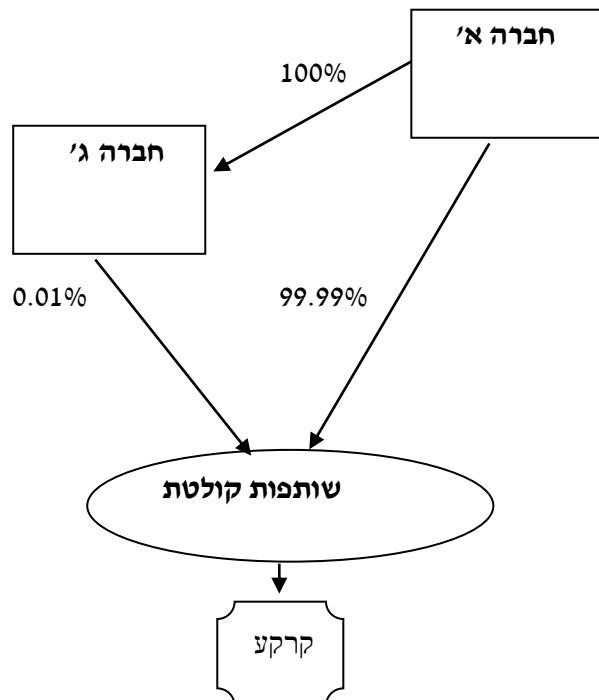 חברה א'
100%
חברה ג'
0.01%
99.99%
שותפות קולטת
קרקע